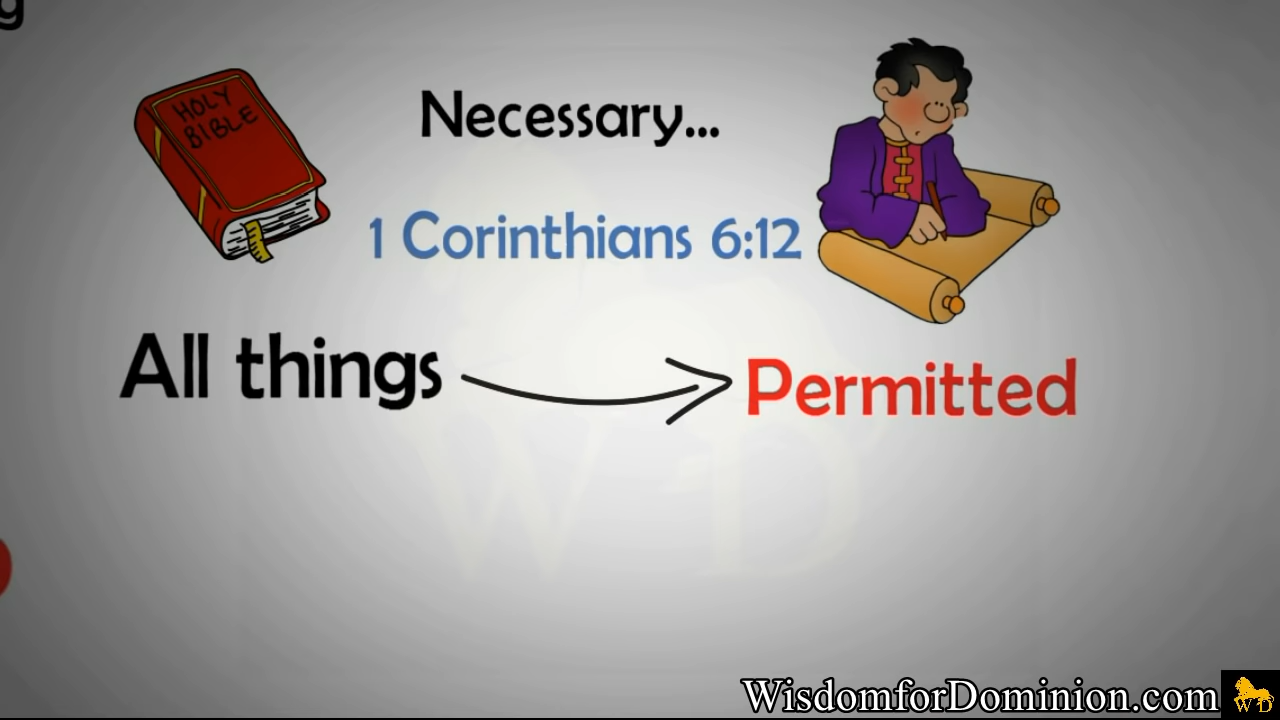 g
HOLY
BIBLE
Necessary...
1 Corinthians 6:12
All things
Permitted
W D
WisdomforDominion.com
WD